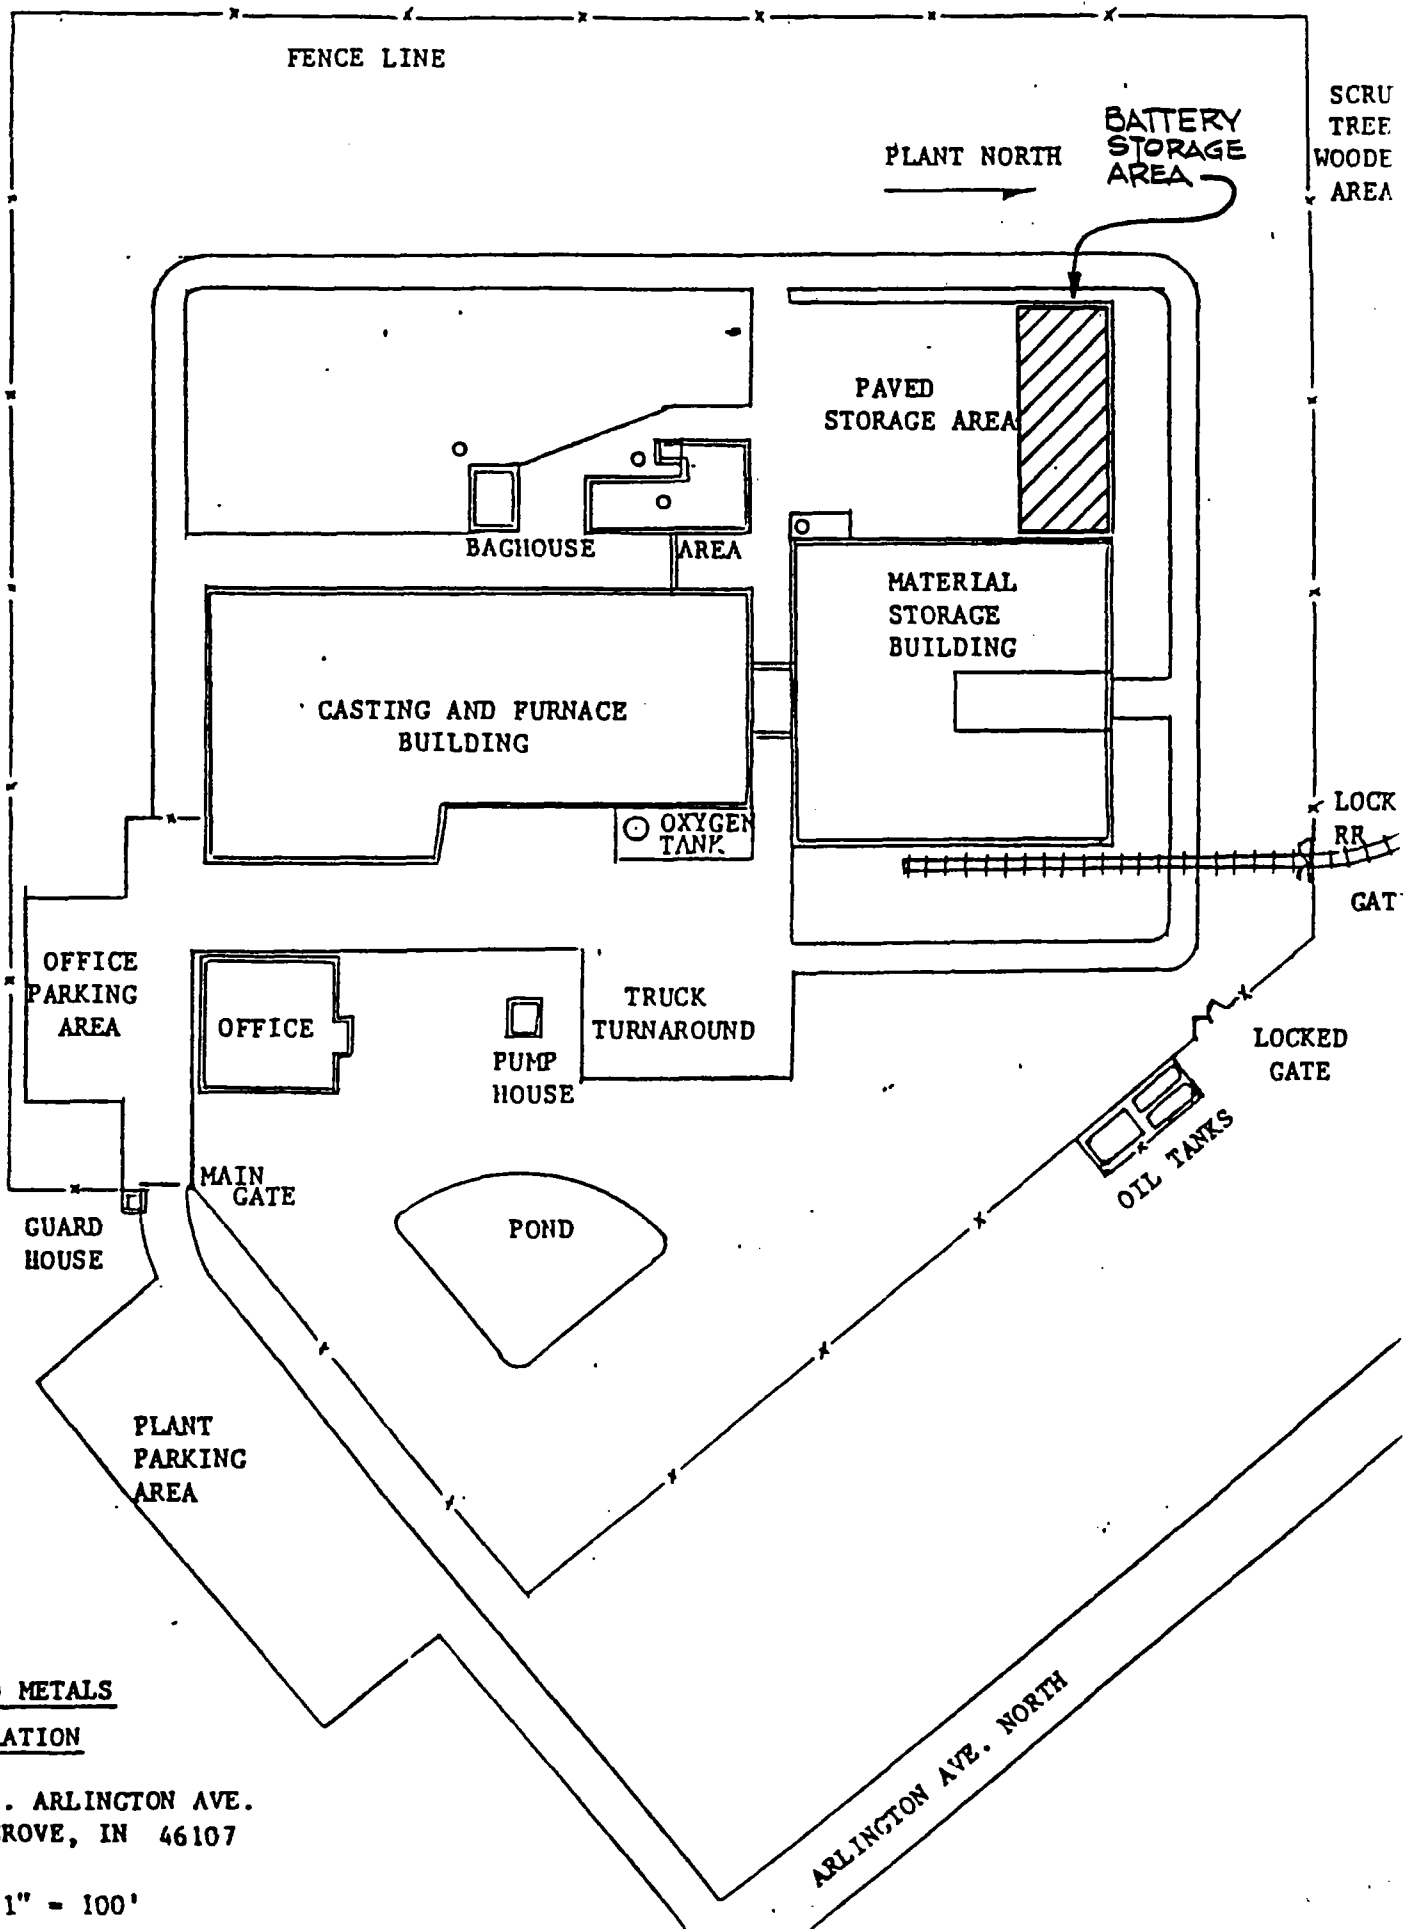 FENCE LINE
SCRU
TREE
WOODE
AREA
BATTERY
STORAGE
AREA
PLANT NORTH
PAVED
STORAGE AREA
BAGHOUSE AREA
MATERIAL
STORAGE
BUILDING
CASTING AND FURNACE
BUILDING
OXYGEN
TANK
LOCK
RR
GAT
OFFICE
PARKING
AREA
OFFICE
PUMP
HOUSE
TRUCK
TURNAROUND
LOCKED
GATE
OIL TANKS
MAIN
GATE
GUARD
HOUSE
POND
PLANT
PARKING
AREA
ARLINGTON AVE. NORTH
METALS
ATION
. ARLINGTON AVE.
ROVE, IN 46107
1" = 100'